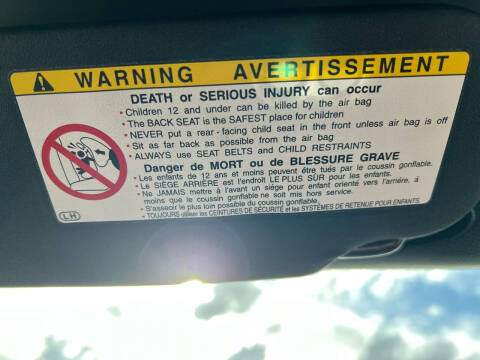 WARNING AVERTISSEMENT
DEATH or SERIOUS INJURY can occur
• Children 12 and under can be killed by the air bag
• The BACK SEAT is the SAFEST place for children
• NEVER put a rear-facing child seat in the front unless air bag is off
• Sit as far back as possible from the air bag
• ALWAYS use SEAT BELTS and CHILD RESTRAINTS
Danger de MORT ou de BLESSURE GRAVE
• Les enfants de 12 ans et moins peuvent être tués par le coussin gonflable.
• Le SIÈGE ARRIÈRE est l'endroit LE PLUS SÛR pour les enfants.
• Ne JAMAIS mettre à l'avant un siège pour enfant orienté vers l'arrière, à
moins que le coussin gonflable ne soit mis hors service.
• S'asseoir le plus loin possible du coussin gonflable.
• TOUJOURS utiliser les CEINTURES DE SÉCURITÉ et les SYSTÈMES DE RETENUE POUR ENFANTS.
LH